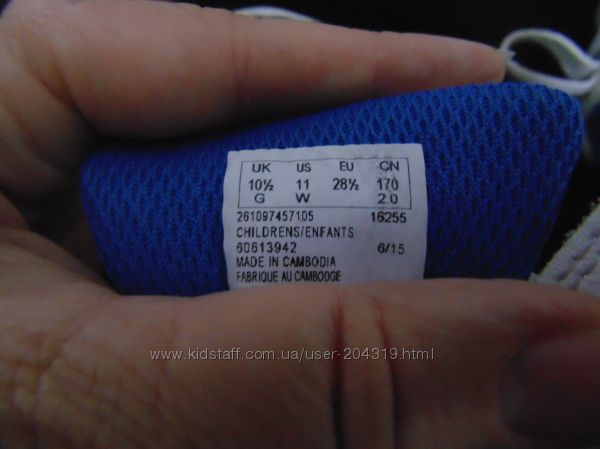 UK US EU CN
10½ 11 28½ 170
G W 2.0
261097457105 16255
CHILDRENS/ENFANTS
60613942 6/15
MADE IN CAMBODIA
FABRIQUE AU CAMBODGE
www.kidstaff.com.ua/user-204319.html